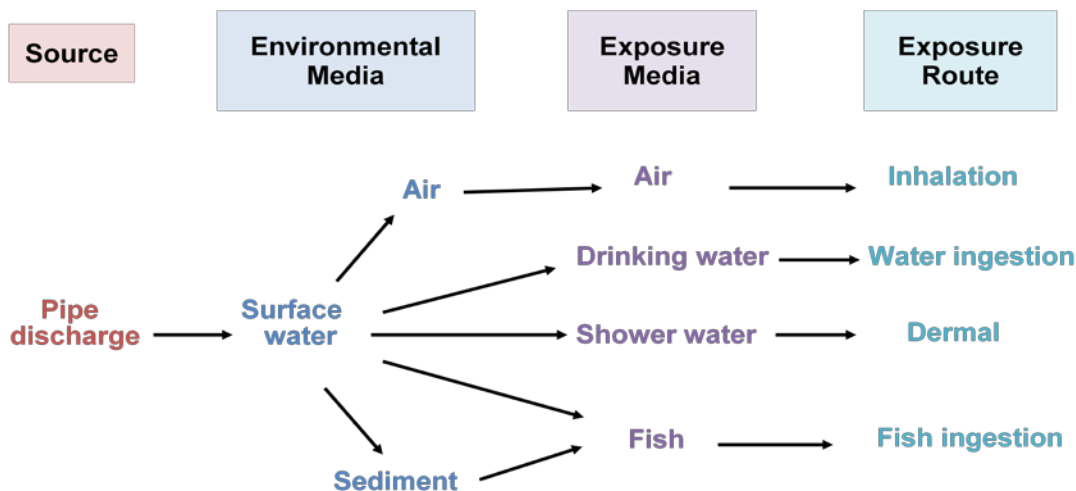 Source
Environmental
Media
Exposure
Media
Exposure
Route
Air
Air
Inhalation
Drinking water
Water ingestion
Pipe
discharge
Surface
water
Shower water
Dermal
Fish
Fish ingestion
Sediment